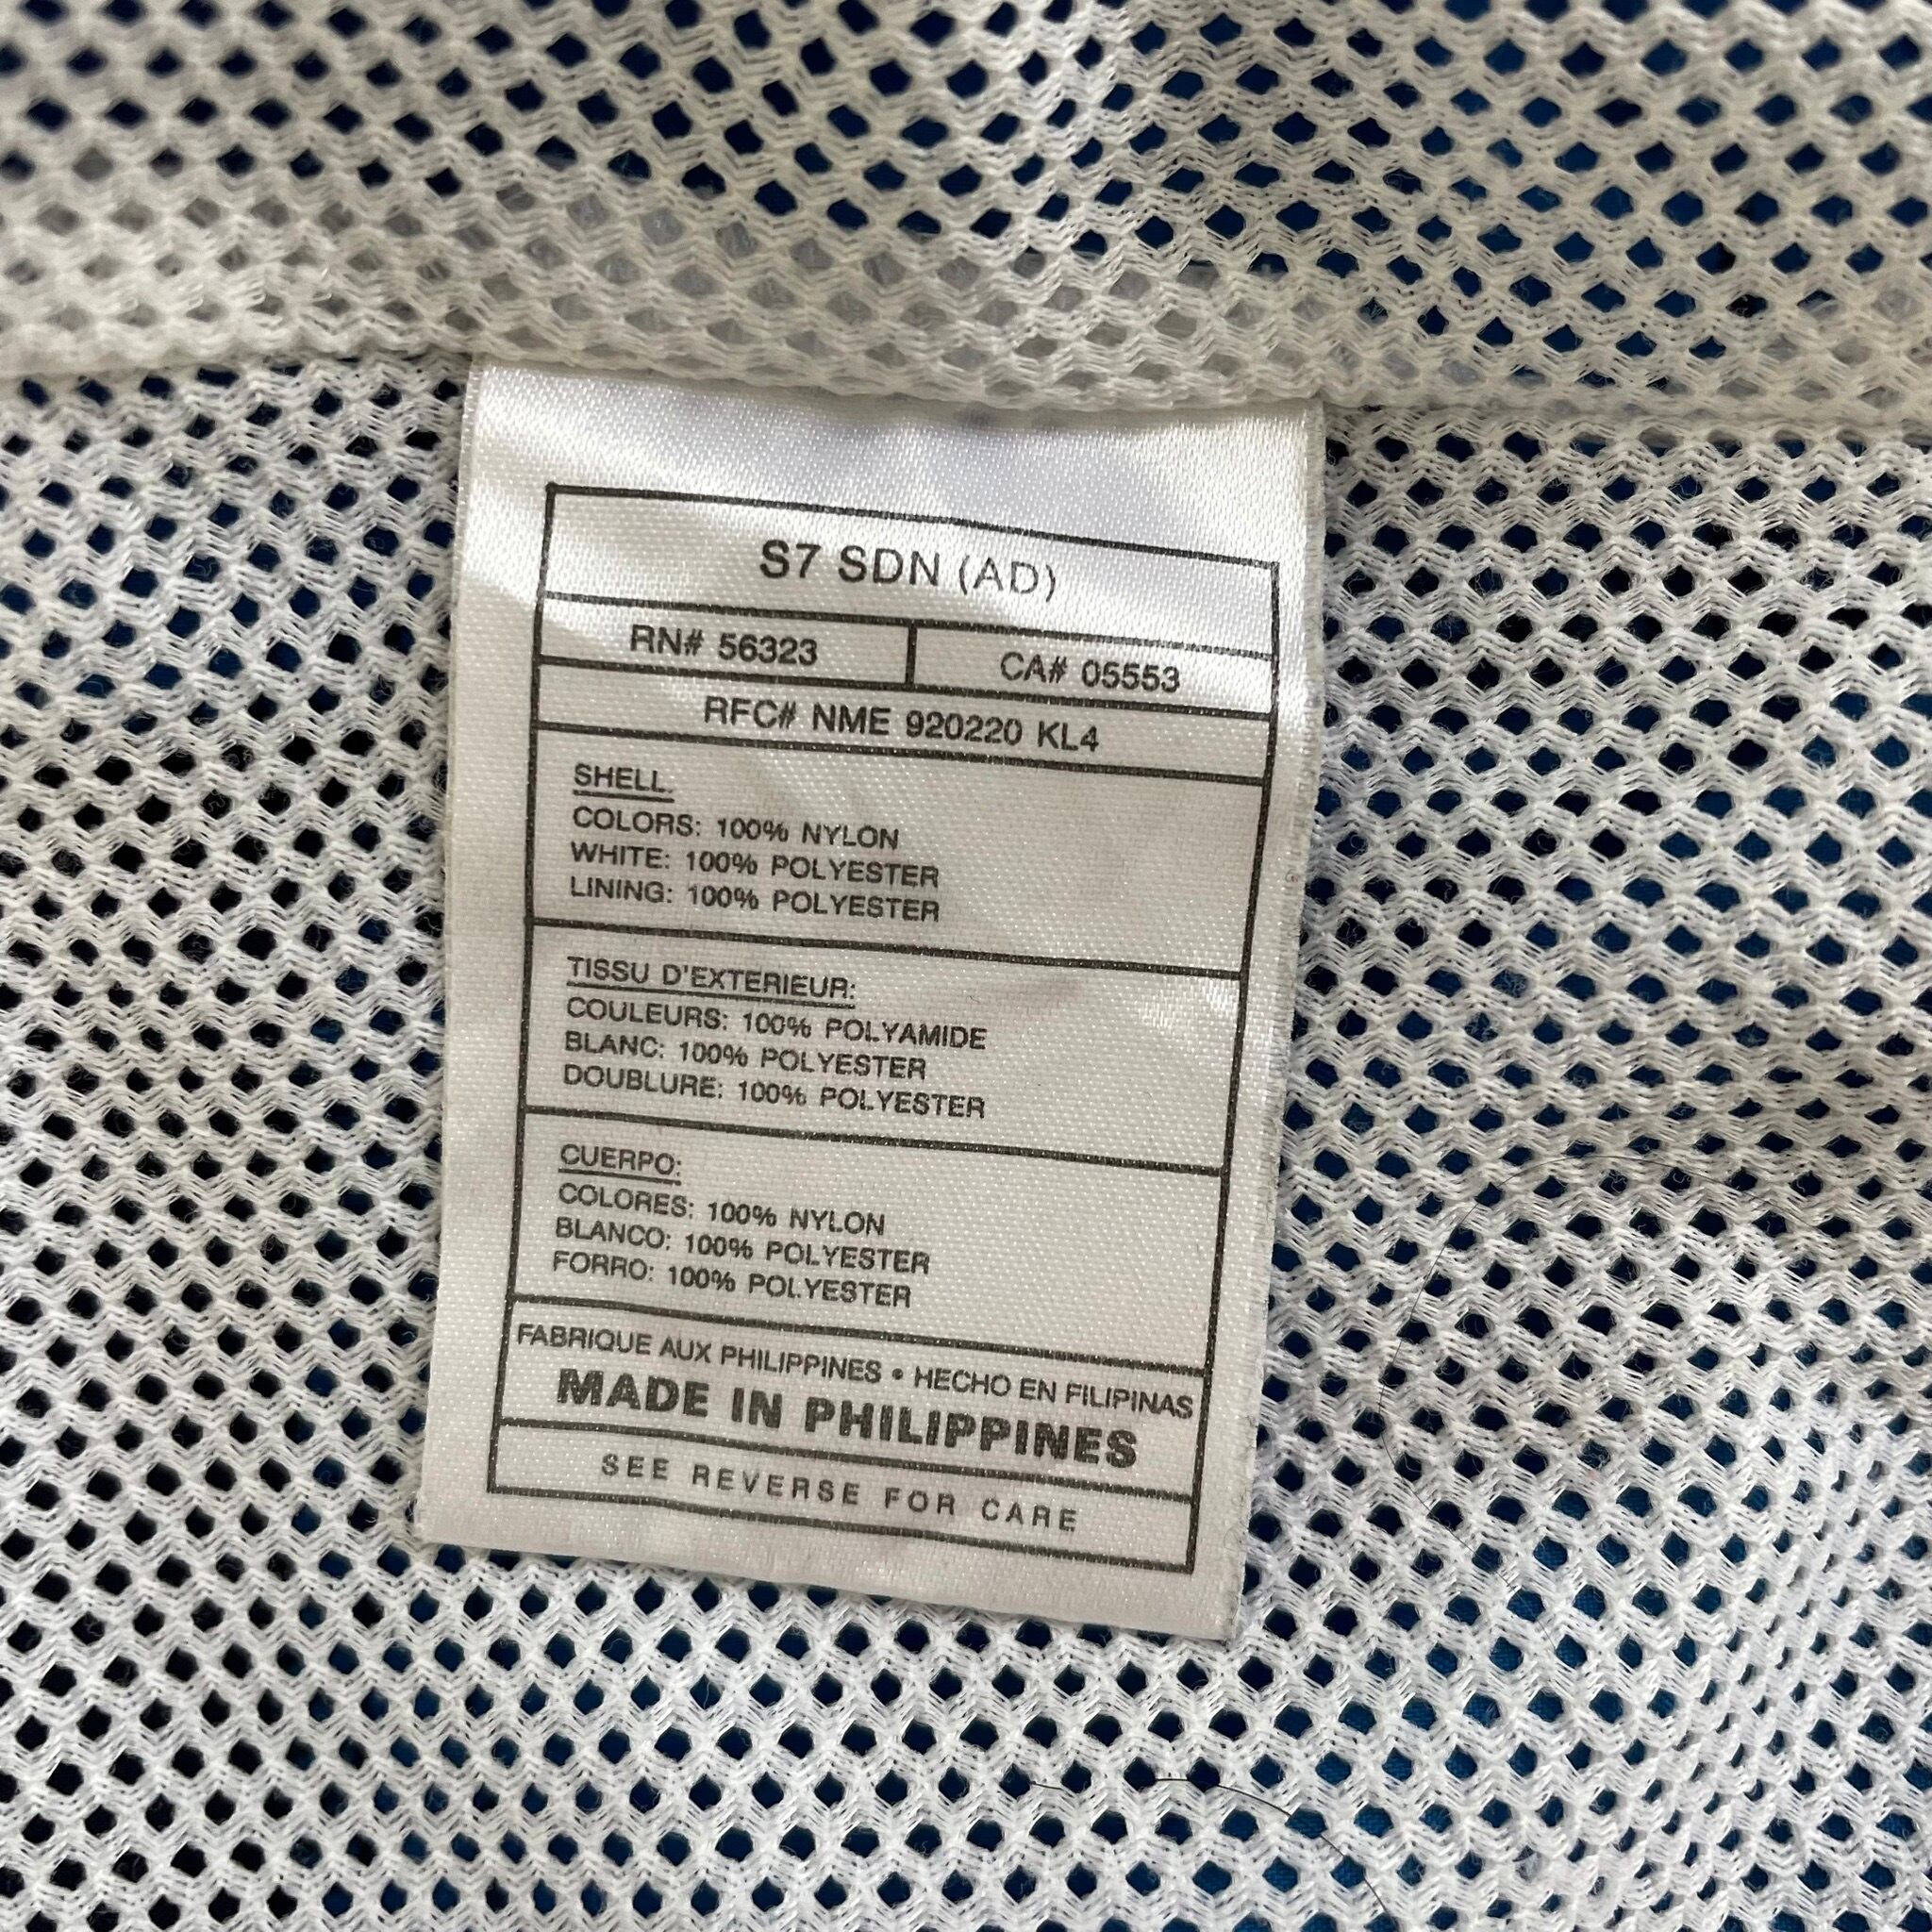 S7 SDN (AD)
RN# 56323 CA# 05553
RFC# NME 920220 KL4
SHELL:
COLORS: 100% NYLON
WHITE: 100% POLYESTER
LINING: 100% POLYESTER
TISSU D'EXTERIEUR:
COULEURS: 100% POLYAMIDE
BLANC: 100% POLYESTER
DOUBLURE: 100% POLYESTER
CUERPO:
COLORES: 100% NYLON
BLANCO: 100% POLYESTER
FORRO: 100% POLYESTER
FABRIQUE AUX PHILIPPINES • HECHO EN FILIPINAS
MADE IN PHILIPPINES
SEE REVERSE FOR CARE